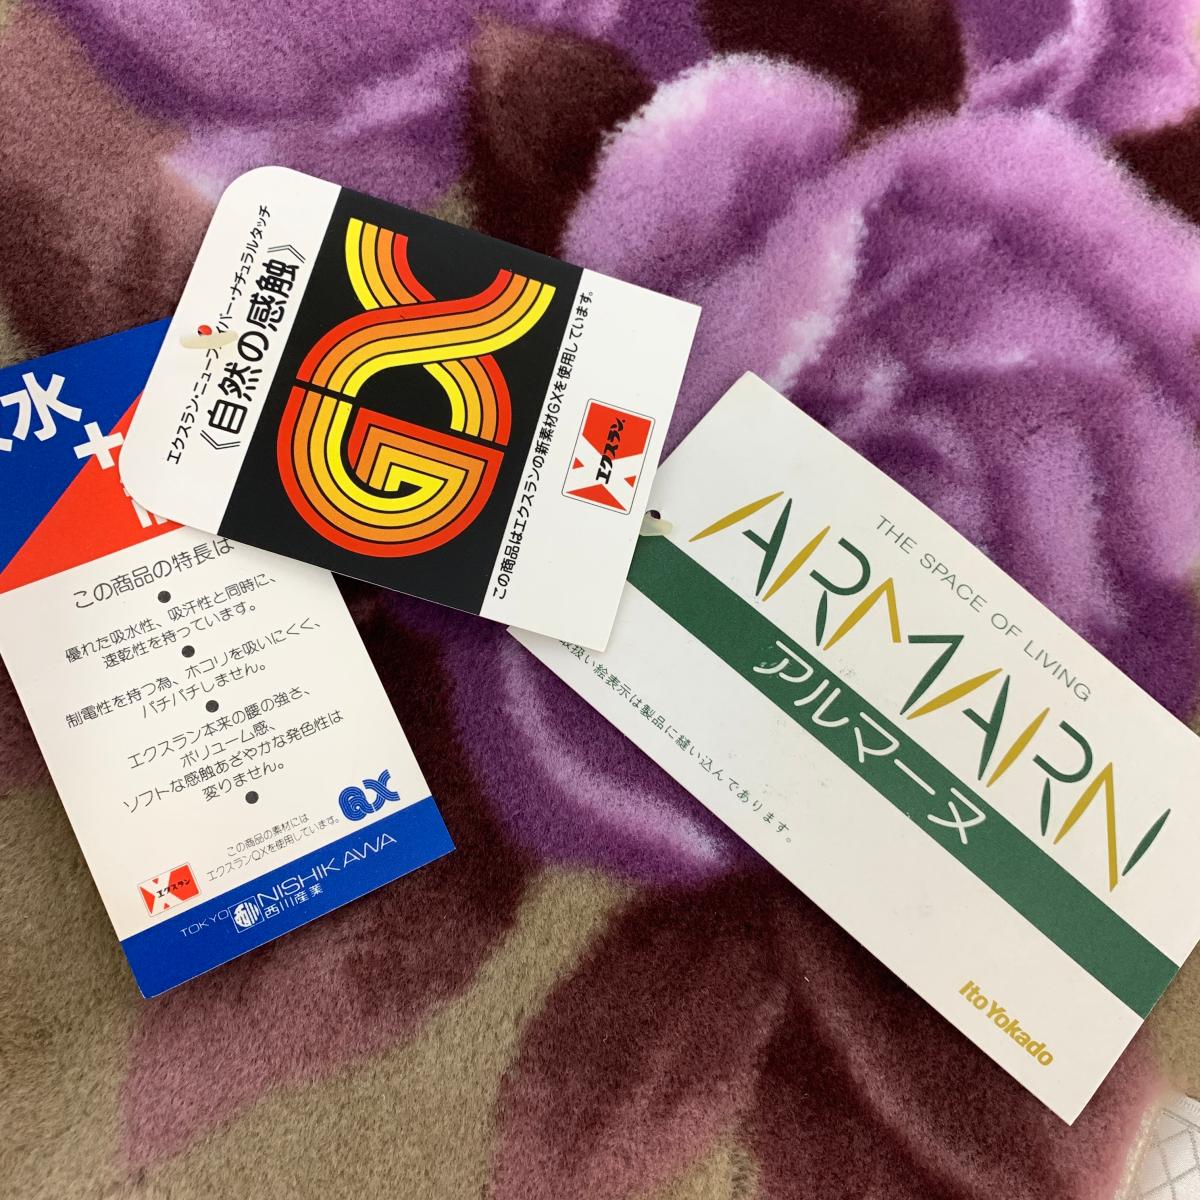 水
+
この商品の特長は
優れた吸水性、吸汗性と同時に、
速乾性を持っています。
制電性を持つ為、ホコリを吸いにくく、
パチパチしません。
エクスラン本来の腰の強さ、
ボリューム感、
ソフトな感触あざやかな発色性は
変りません。
この商品の素材には
エクスランQXを使用しています。
QX
エクスラン
TOKYO
NISHIKAWA
西川産業
エクスラン・ニューファイバー・ナチュラルタッチ
《自然の感触》
GX
この商品はエクスランの新素材GXを使用しています。
エクスラン
THE SPACE OF LIVING
ARMARN
アルマーヌ
取扱い絵表示は製品に縫い込んであります。
Ito Yokado